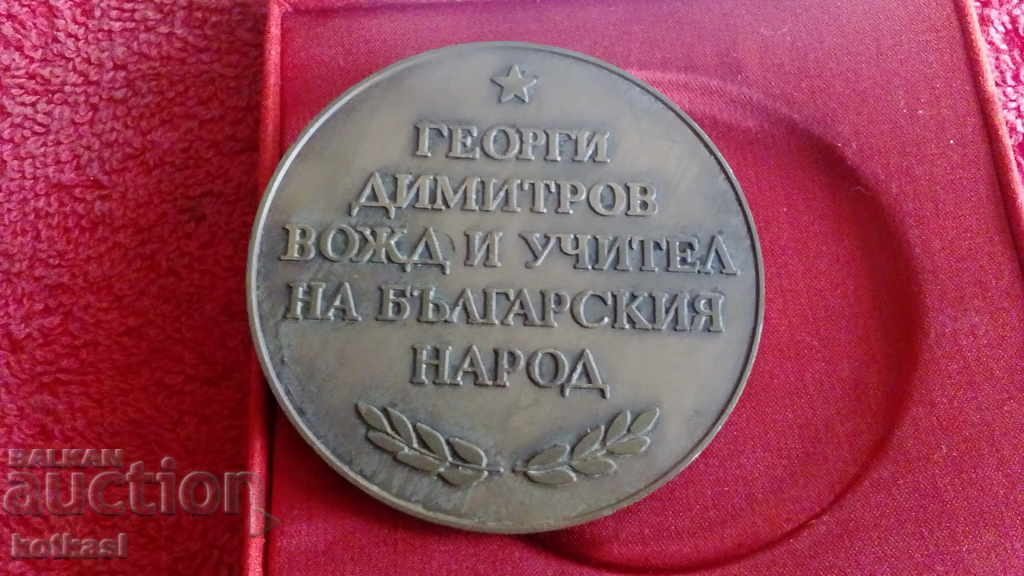 ГЕОРГИ
ДИМИТРОВ
ВОЖД И УЧИТЕЛ
НА БЪЛГАРСКИЯ
НАРОД
BALKAN
auction
kotkasl